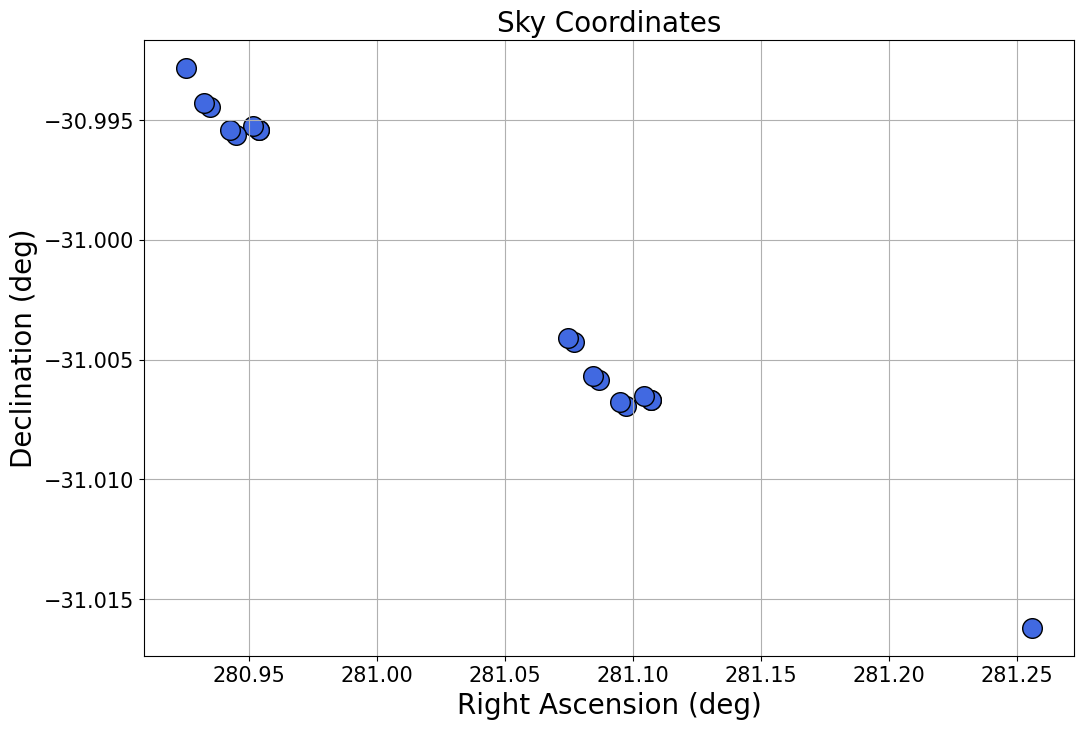 Sky Coordinates
Declination (deg)
−30.995
−31.000
−31.005
−31.010
−31.015
280.95 281.00 281.05 281.10 281.15 281.20 281.25
Right Ascension (deg)